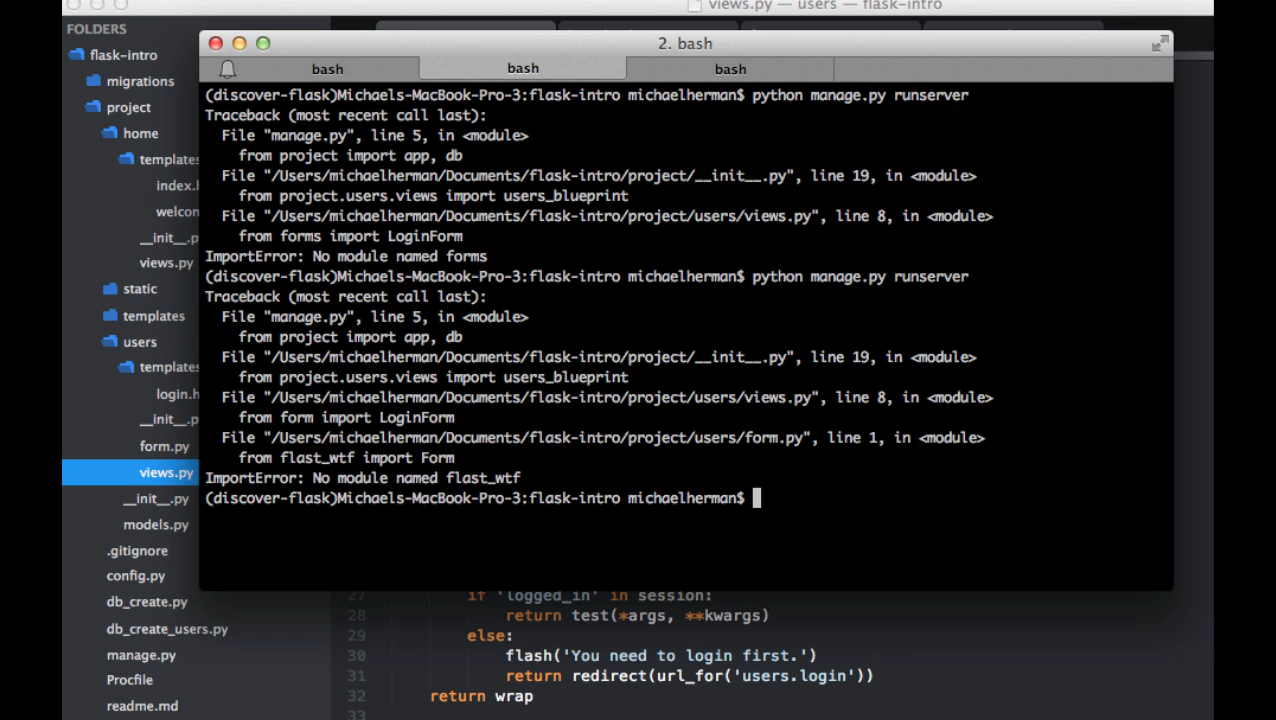 views.py — users — flask-intro
FOLDERS
flask-intro
migrations
project
home
templates
index.h
welcon
__init__.p
views.py
static
templates
users
templates
login.h
__init__.p
form.py
views.py
__init__.py
models.py
.gitignore
config.py
db_create.py
db_create_users.py
manage.py
Procfile
readme.md
2. bash
bash
bash
bash
(discover-flask)Michaels-MacBook-Pro-3:flask-intro michaelherman$ python manage.py runserver
Traceback (most recent call last):
File "manage.py", line 5, in <module>
from project import app, db
File "/Users/michaelherman/Documents/flask-intro/project/__init__.py", line 19, in <module>
from project.users.views import users_blueprint
File "/Users/michaelherman/Documents/flask-intro/project/users/views.py", line 8, in <module>
from forms import LoginForm
ImportError: No module named forms
(discover-flask)Michaels-MacBook-Pro-3:flask-intro michaelherman$ python manage.py runserver
Traceback (most recent call last):
File "manage.py", line 5, in <module>
from project import app, db
File "/Users/michaelherman/Documents/flask-intro/project/__init__.py", line 19, in <module>
from project.users.views import users_blueprint
File "/Users/michaelherman/Documents/flask-intro/project/users/views.py", line 8, in <module>
from form import LoginForm
File "/Users/michaelherman/Documents/flask-intro/project/users/form.py", line 1, in <module>
from flast_wtf import Form
ImportError: No module named flast_wtf
(discover-flask)Michaels-MacBook-Pro-3:flask-intro michaelherman$
27 if 'logged_in' in session:
28 return test(*args, **kwargs)
29 else:
30 flash('You need to login first.')
31 return redirect(url_for('users.login'))
32 return wrap
33